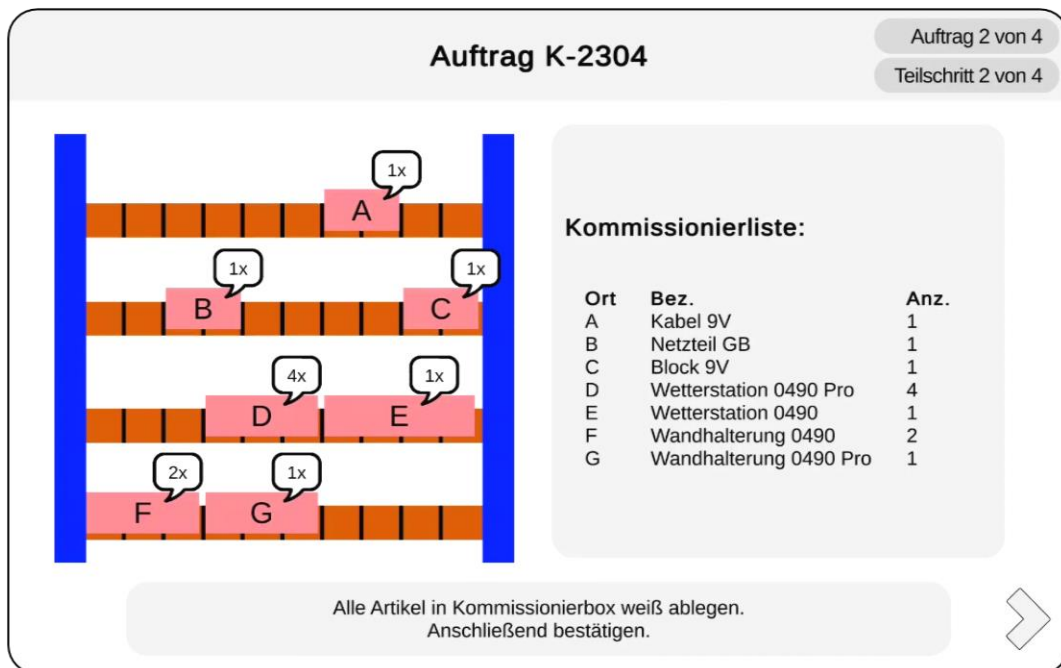 Auftrag K-2304
Auftrag 2 von 4
Teilschritt 2 von 4
1x
A
1x
1x
B
C
4x
1x
D
E
2x
1x
F
G
Kommissionierliste:
Ort Bez. Anz.
A Kabel 9V 1
B Netzteil GB 1
C Block 9V 1
D Wetterstation 0490 Pro 4
E Wetterstation 0490 1
F Wandhalterung 0490 2
G Wandhalterung 0490 Pro 1
Alle Artikel in Kommissionierbox weiß ablegen.
Anschließend bestätigen.